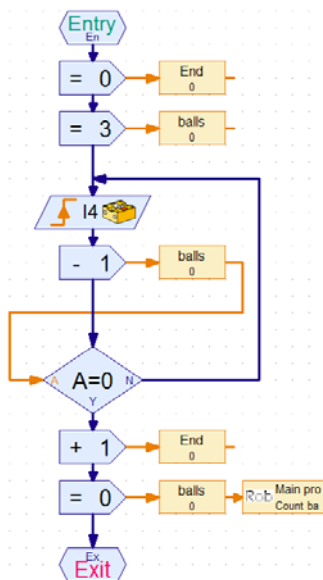 Entry
En
= 0
End
0
= 3
balls
0
I4
- 1
balls
0
A
A=0
N
Y
+ 1
End
0
= 0
balls
0
Rob
Main pro
Count ba
Ex
Exit